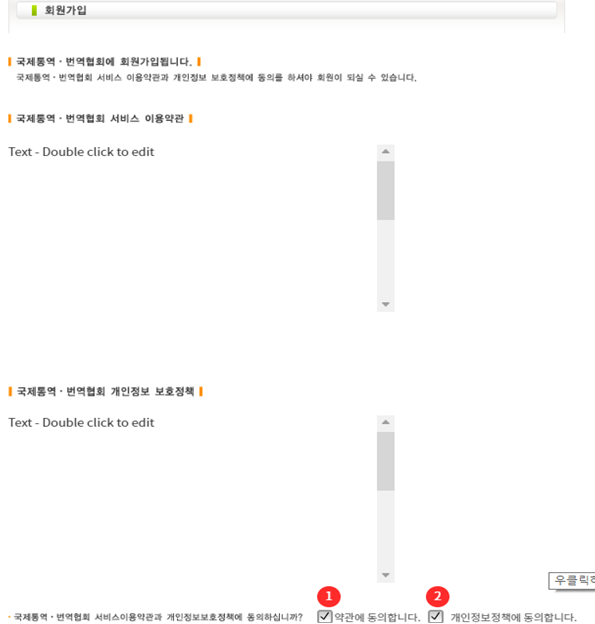 회원가입
국제통역·번역협회에 회원가입됩니다.
국제통역·번역협회 서비스 이용약관과 개인정보 보호정책에 동의를 하셔야 회원이 되실 수 있습니다.
국제통역·번역협회 서비스 이용약관
Text - Double click to edit
국제통역·번역협회 개인정보 보호정책
Text - Double click to edit
우클릭
1 2
· 국제통역·번역협회 서비스이용약관과 개인정보보호정책에 동의하십니까? 약관에 동의합니다. 개인정보정책에 동의합니다.